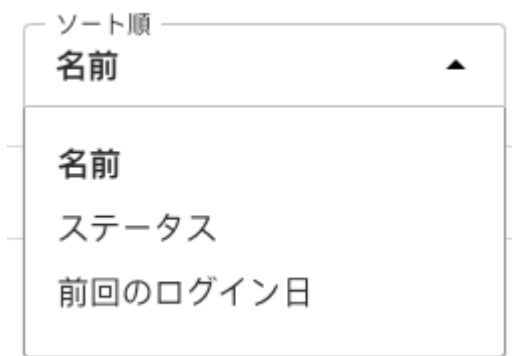 ソート順
名前
名前
ステータス
前回のログイン日